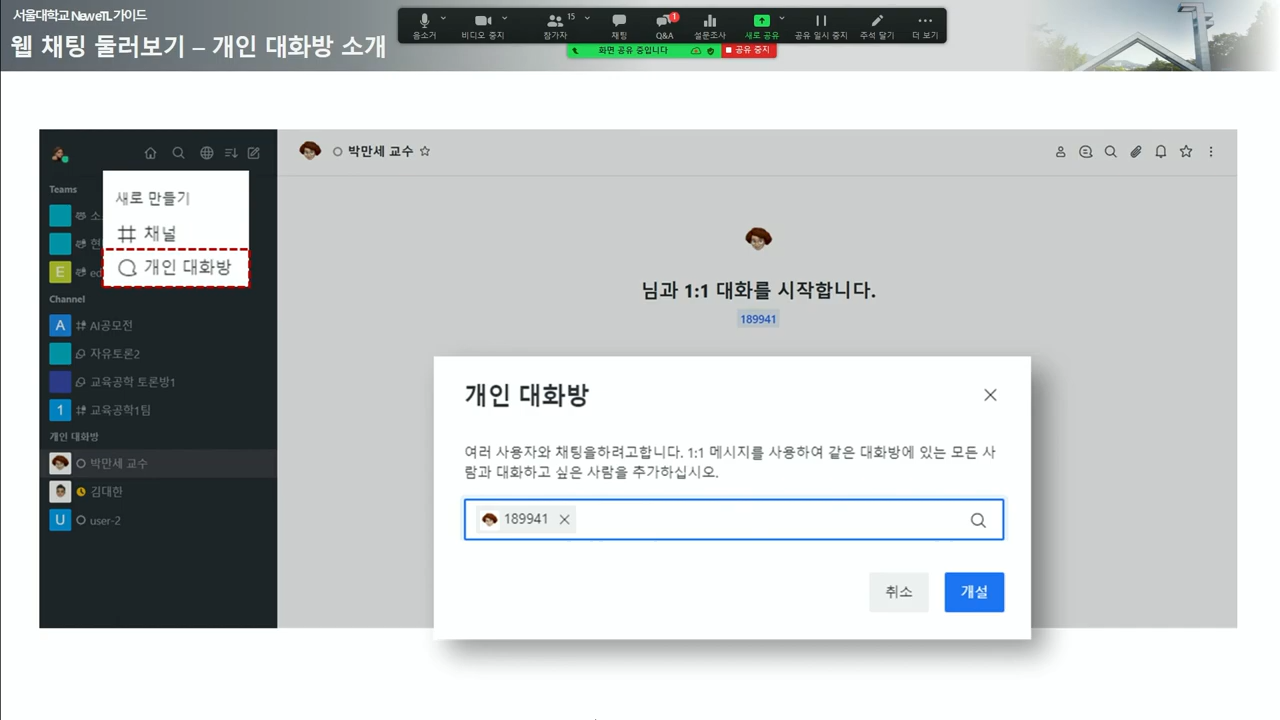 서울대학교 New eTL 가이드
웹 채팅 둘러보기 – 개인 대화방 소개
음소거
비디오 중지
15
참가자
채팅
1
Q&A
설문조사
새로 공유
공유 일시 중지
주석 달기
더 보기
화면 공유 중입니다
공유 중지
Teams
소
현
E
ed
새로 만들기
채널
개인 대화방
Channel
A AI공모전
자유토론2
교육공학 토론방1
1 교육공학1팀
개인 대화방
박만세 교수
김대한
U user-2
박만세 교수
님과 1:1 대화를 시작합니다.
189941
개인 대화방
여러 사용자와 채팅을하려고합니다. 1:1 메시지를 사용하여 같은 대화방에 있는 모든 사
람과 대화하고 싶은 사람을 추가하십시오.
189941
취소
개설